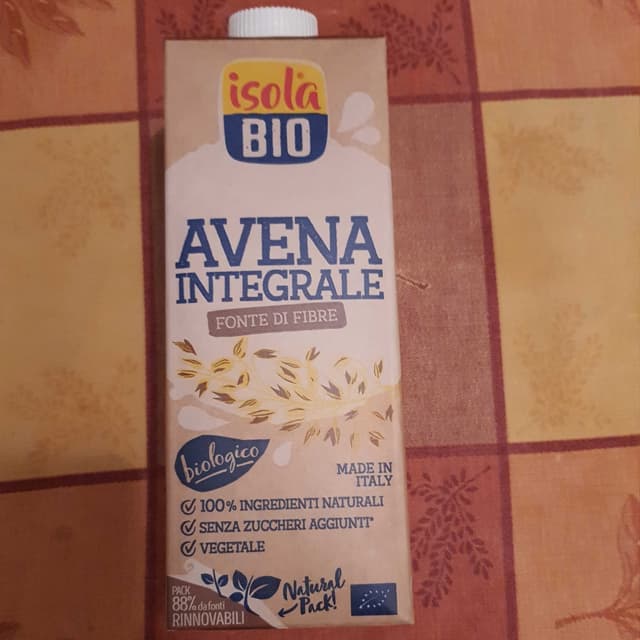 isola
BIO
AVENA
INTEGRALE
FONTE DI FIBRE
biologico
MADE IN
ITALY
100% INGREDIENTI NATURALI
SENZA ZUCCHERI AGGIUNTI*
VEGETALE
PACK
88% da fonti
RINNOVABILI
Natural
Pack!